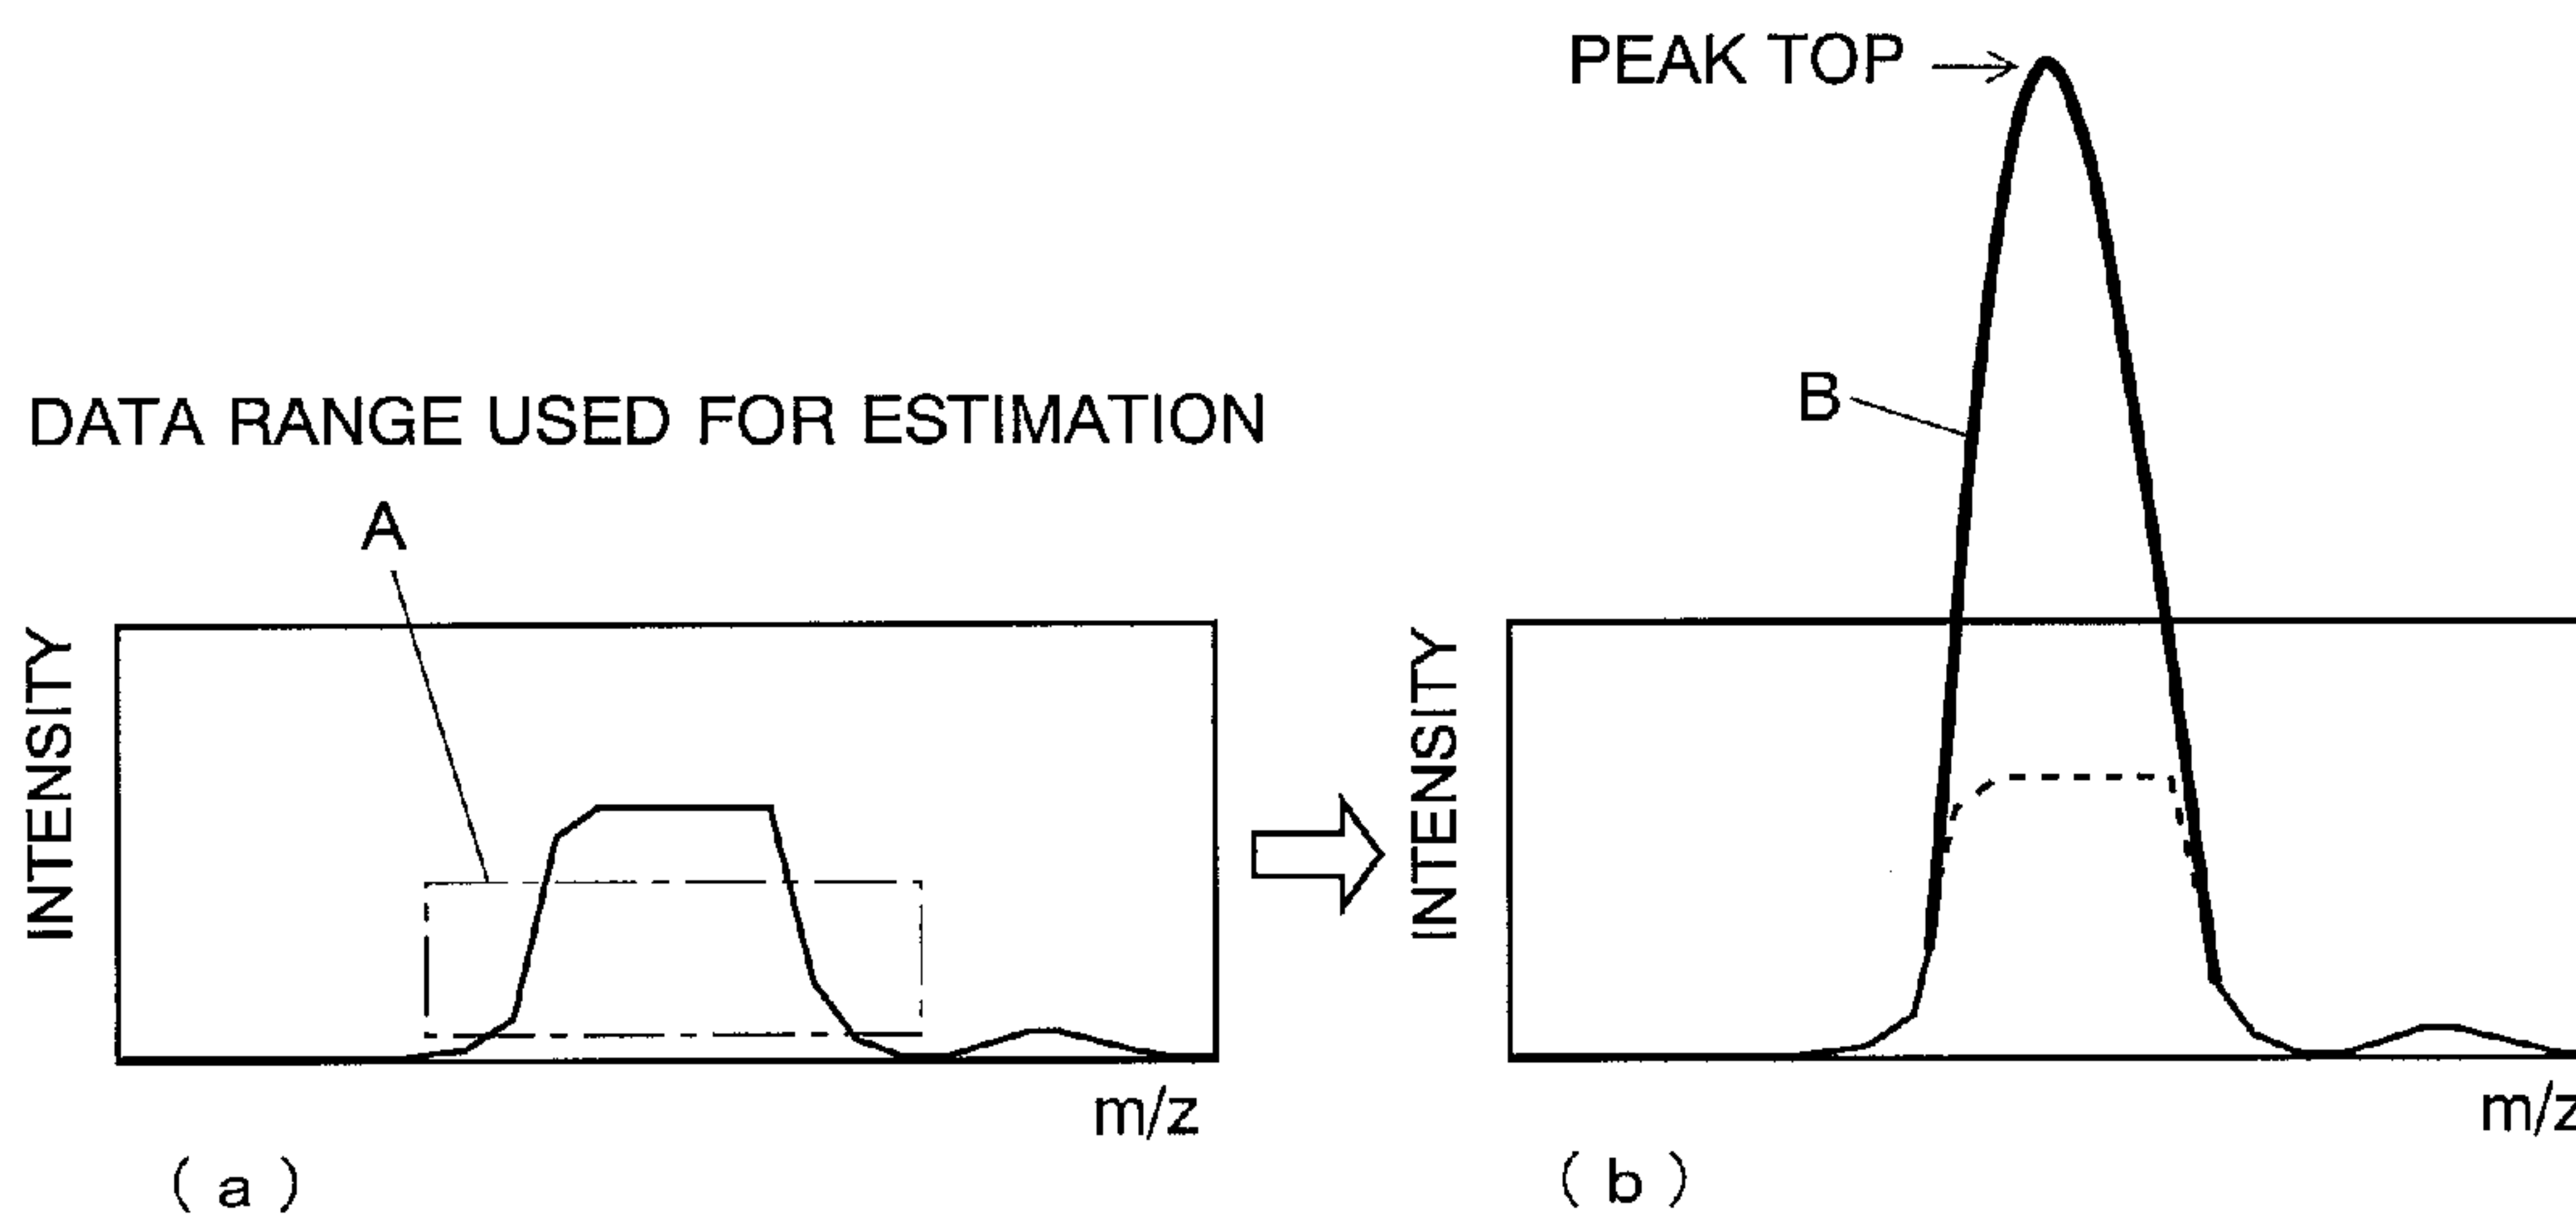 PEAK TOP
B
DATA RANGE USED FOR ESTIMATION
A
INTENSITY
INTENSITY
m/z
m/z
( a )
( b )